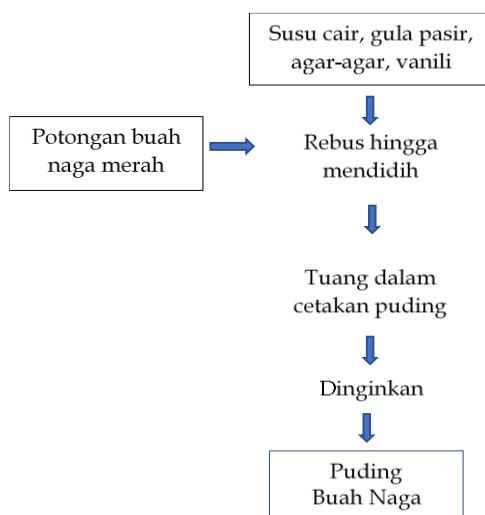 Susu cair, gula pasir,
agar-agar, vanili
Potongan buah
naga merah
Rebus hingga
mendidih
Tuang dalam
cetakan puding
Dinginkan
Puding
Buah Naga